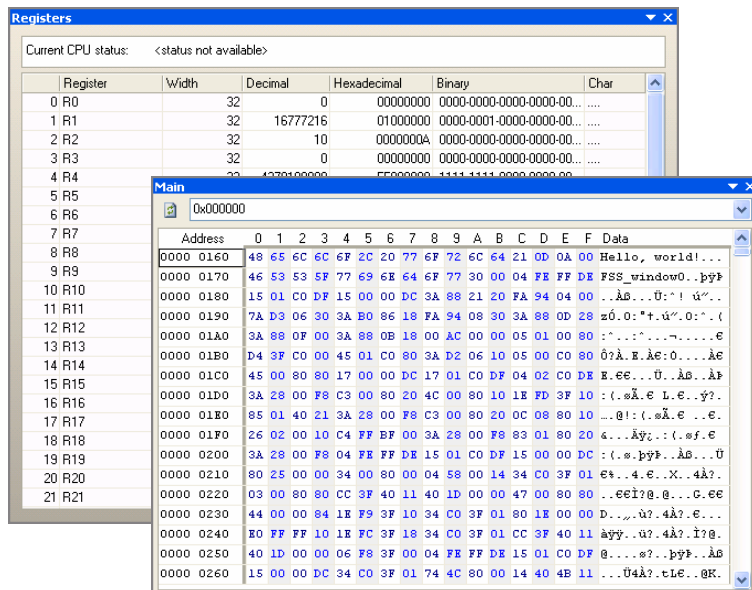 Registers
Current CPU status: <status not available>
Register Width Decimal Hexadecimal Binary Char
0 R0 32 0 00000000 0000-0000-0000-0000-00... ....
1 R1 32 16777216 01000000 0000-0001-0000-0000-00... ....
2 R2 32 10 0000000A 0000-0000-0000-0000-00... ....
3 R3 32 0 00000000 0000-0000-0000-0000-00... ....
4 R4
5 R5
6 R6
7 R7
8 R8
9 R9
10 R10
11 R11
12 R12
13 R13
14 R14
15 R15
16 R16
17 R17
18 R18
19 R19
20 R20
21 R21
Main
0x000000
Address 0 1 2 3 4 5 6 7 8 9 A B C D E F Data
0000 0160 48 65 6C 6C 6F 2C 20 77 6F 72 6C 64 21 0D 0A 00 Hello, world!...
0000 0170 46 53 53 5F 77 69 6E 64 6F 77 30 00 04 FE FF DE FSS_window0..þÿÞ
0000 0180 15 01 C0 DF 15 00 00 DC 3A 88 21 20 FA 94 04 00 ..Àß...Ü:ˆ! ú”..
0000 0190 7A D3 06 30 3A B0 86 18 FA 94 08 30 3A 88 0D 28 zÓ.0:°†.ú”.0:ˆ.(
0000 01A0 3A 88 0F 00 3A 88 0B 18 00 AC 00 00 05 01 00 80 :ˆ..:ˆ...¬.....€
0000 01B0 D4 3F C0 00 45 01 C0 80 3A D2 06 10 05 00 C0 80 Ô?À.E.À€:Ò....À€
0000 01C0 45 00 80 80 17 00 00 DC 17 01 C0 DF 04 02 C0 DE E.€€...Ü..Àß..ÀÞ
0000 01D0 3A 28 00 F8 C3 00 80 20 4C 00 80 10 1E FD 3F 10 :(.øÃ.€ L.€..ý?.
0000 01E0 85 01 40 21 3A 28 00 F8 C3 00 80 20 0C 08 80 10 ….@!:(.øÃ.€ ..€.
0000 01F0 26 02 00 10 C4 FF BF 00 3A 28 00 F8 83 01 80 20 &...Äÿ¿.:(.øƒ.€
0000 0200 3A 28 00 F8 04 FE FF DE 15 01 C0 DF 15 00 00 DC :(.ø.þÿÞ..Àß...Ü
0000 0210 80 25 00 00 34 00 80 00 04 58 00 14 34 C0 3F 01 €%..4.€..X..4À?.
0000 0220 03 00 80 80 CC 3F 40 11 40 1D 00 00 47 00 80 80 ..€€Ì?@.@...G.€€
0000 0230 44 00 00 84 1E F9 3F 10 34 C0 3F 01 80 1E 00 00 D..„.ù?.4À?.€...
0000 0240 E0 FF FF 10 1E FC 3F 18 34 C0 3F 01 CC 3F 40 11 àÿÿ..ü?.4À?.Ì?@.
0000 0250 40 1D 00 00 06 F8 3F 00 04 FE FF DE 15 01 C0 DF @....ø?..þÿÞ..Àß
0000 0260 15 00 00 DC 34 C0 3F 01 74 4C 80 00 14 40 4B 11 ...Ü4À?.tL€..@K.